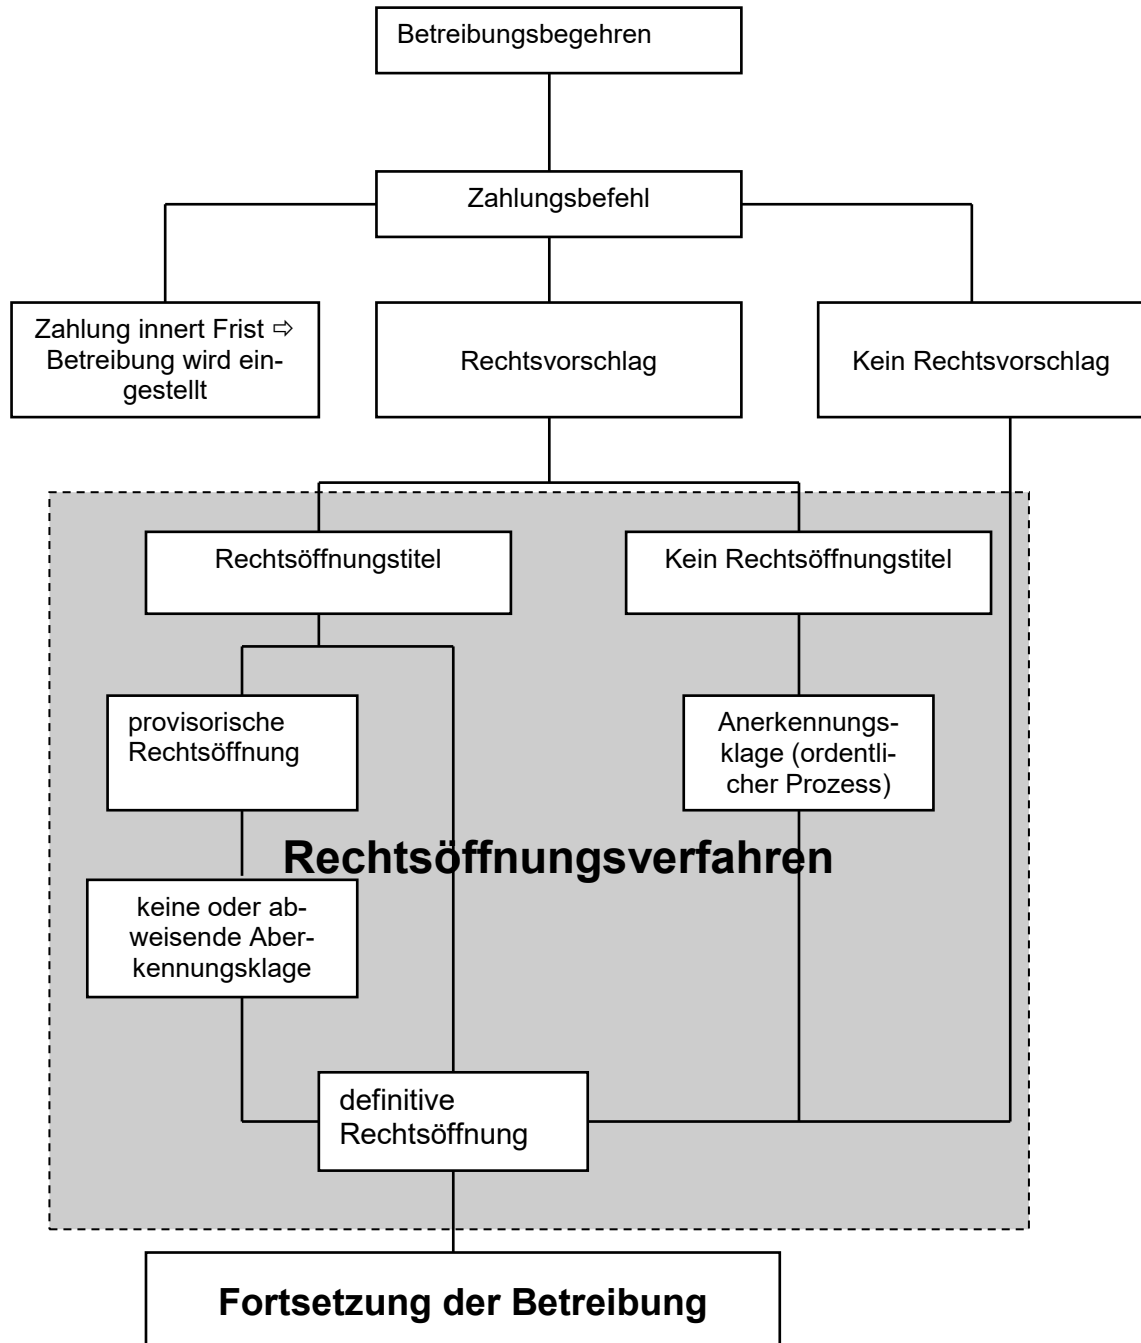 Betreibungsbegehren
Zahlungsbefehl
Zahlung innert Frist ⇨
Betreibung wird ein-
gestellt
Rechtsvorschlag
Kein Rechtsvorschlag
Rechtsöffnungstitel
Kein Rechtsöffnungstitel
provisorische
Rechtsöffnung
Anerkennungs-
klage (ordentli-
cher Prozess)
Rechtsöffnungsverfahren
keine oder ab-
weisende Aber-
kennungsklage
definitive
Rechtsöffnung
Fortsetzung der Betreibung